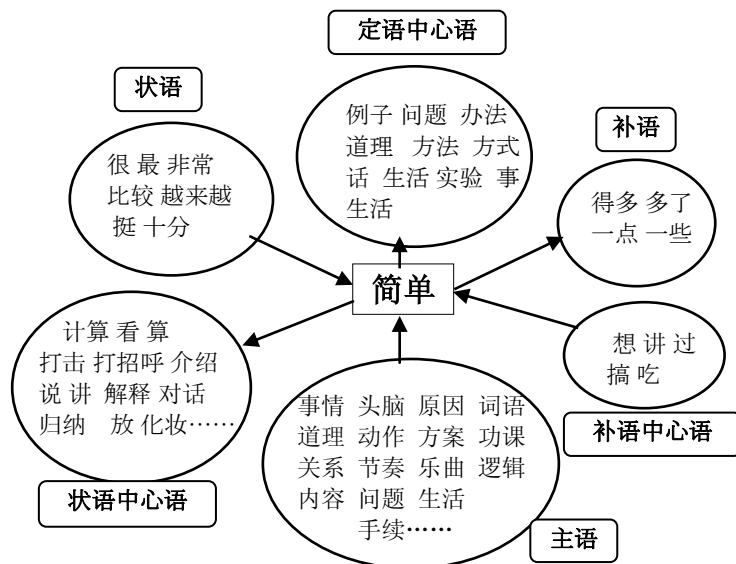 定语中心语
例子 问题 办法
道理 方法 方式
话 生活 实验 事
生活
状语
很 最 非常
比较 越来越
挺 十分
补语
得多 多了
一点 一些
简单
计算 看 算
打击 打招呼 介绍
说 讲 解释 对话
归纳 放 化妆……
状语中心语
想 讲 过
搞 吃
补语中心语
事情 头脑 原因 词语
道理 动作 方案 功课
关系 节奏 乐曲 逻辑
内容 问题 生活
手续……
主语